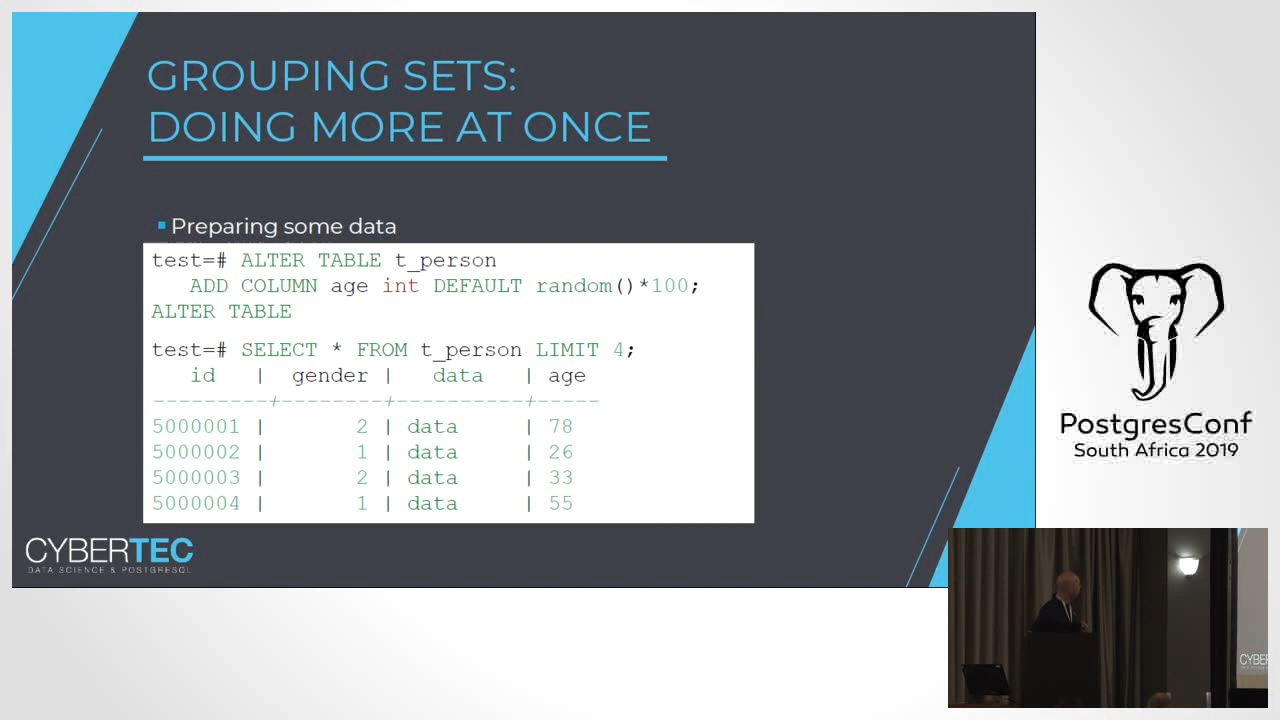 GROUPING SETS:
DOING MORE AT ONCE
Preparing some data
test=# ALTER TABLE t_person
ADD COLUMN age int DEFAULT random()*100;
ALTER TABLE
test=# SELECT * FROM t_person LIMIT 4;
id | gender | data | age
---------+--------+----------+-----
5000001 | 2 | data | 78
5000002 | 1 | data | 26
5000003 | 2 | data | 33
5000004 | 1 | data | 55
CYBERTEC
DATA SCIENCE & POSTGRESQL
PostgresConf
South Africa 2019
CYBER